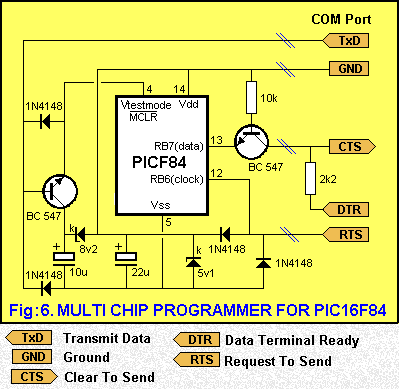 COM Port
TxD
GND
4
14
1N4148
Vtestmode
MCLR
Vdd
10k
RB7(data)
13
PICF84
BC 547
CTS
RB6(clock)
12
2k2
BC 547
Vss
DTR
5
k
8v2
1N4148
RTS
+
10u
+
22u
k
5v1
1N4148
1N4148
Fig:6. MULTI CHIP PROGRAMMER FOR PIC16F84
TxD Transmit Data
DTR Data Terminal Ready
GND Ground
RTS Request To Send
CTS Clear To Send